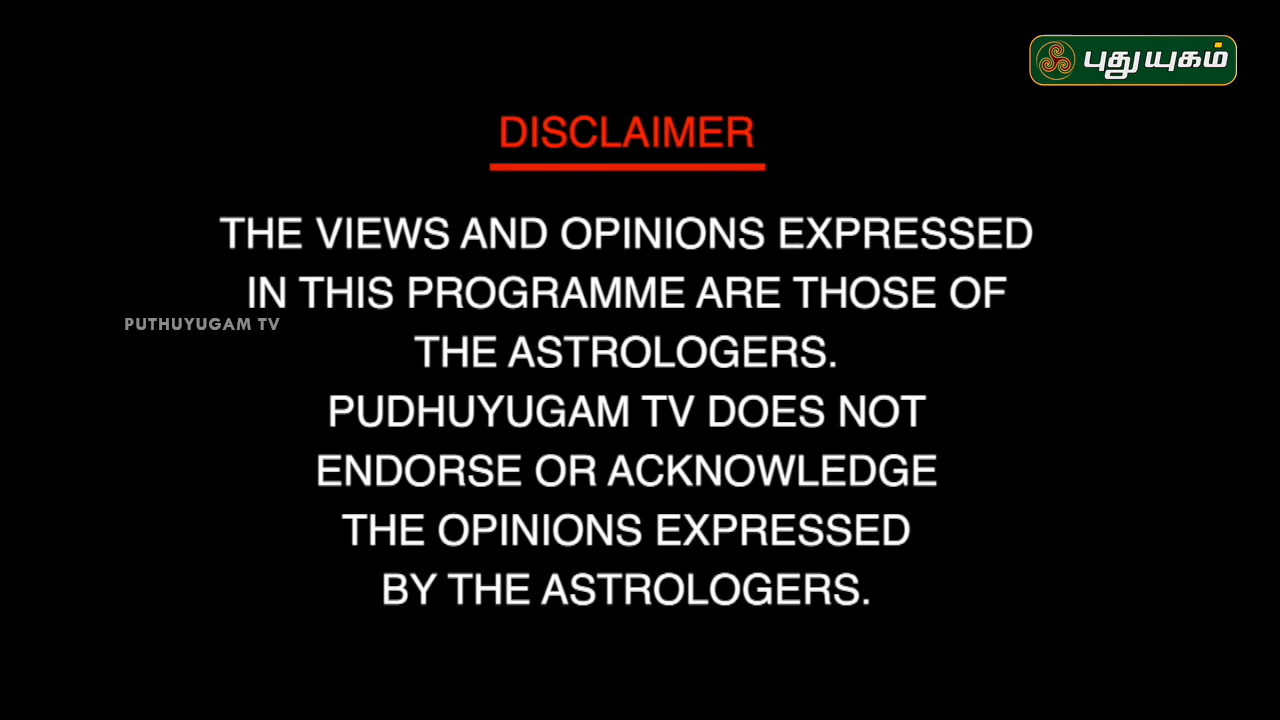 புதுயுகம்
DISCLAIMER
THE VIEWS AND OPINIONS EXPRESSED
IN THIS PROGRAMME ARE THOSE OF
PUTHUYUGAM TV
THE ASTROLOGERS.
PUDHUYUGAM TV DOES NOT
ENDORSE OR ACKNOWLEDGE
THE OPINIONS EXPRESSED
BY THE ASTROLOGERS.